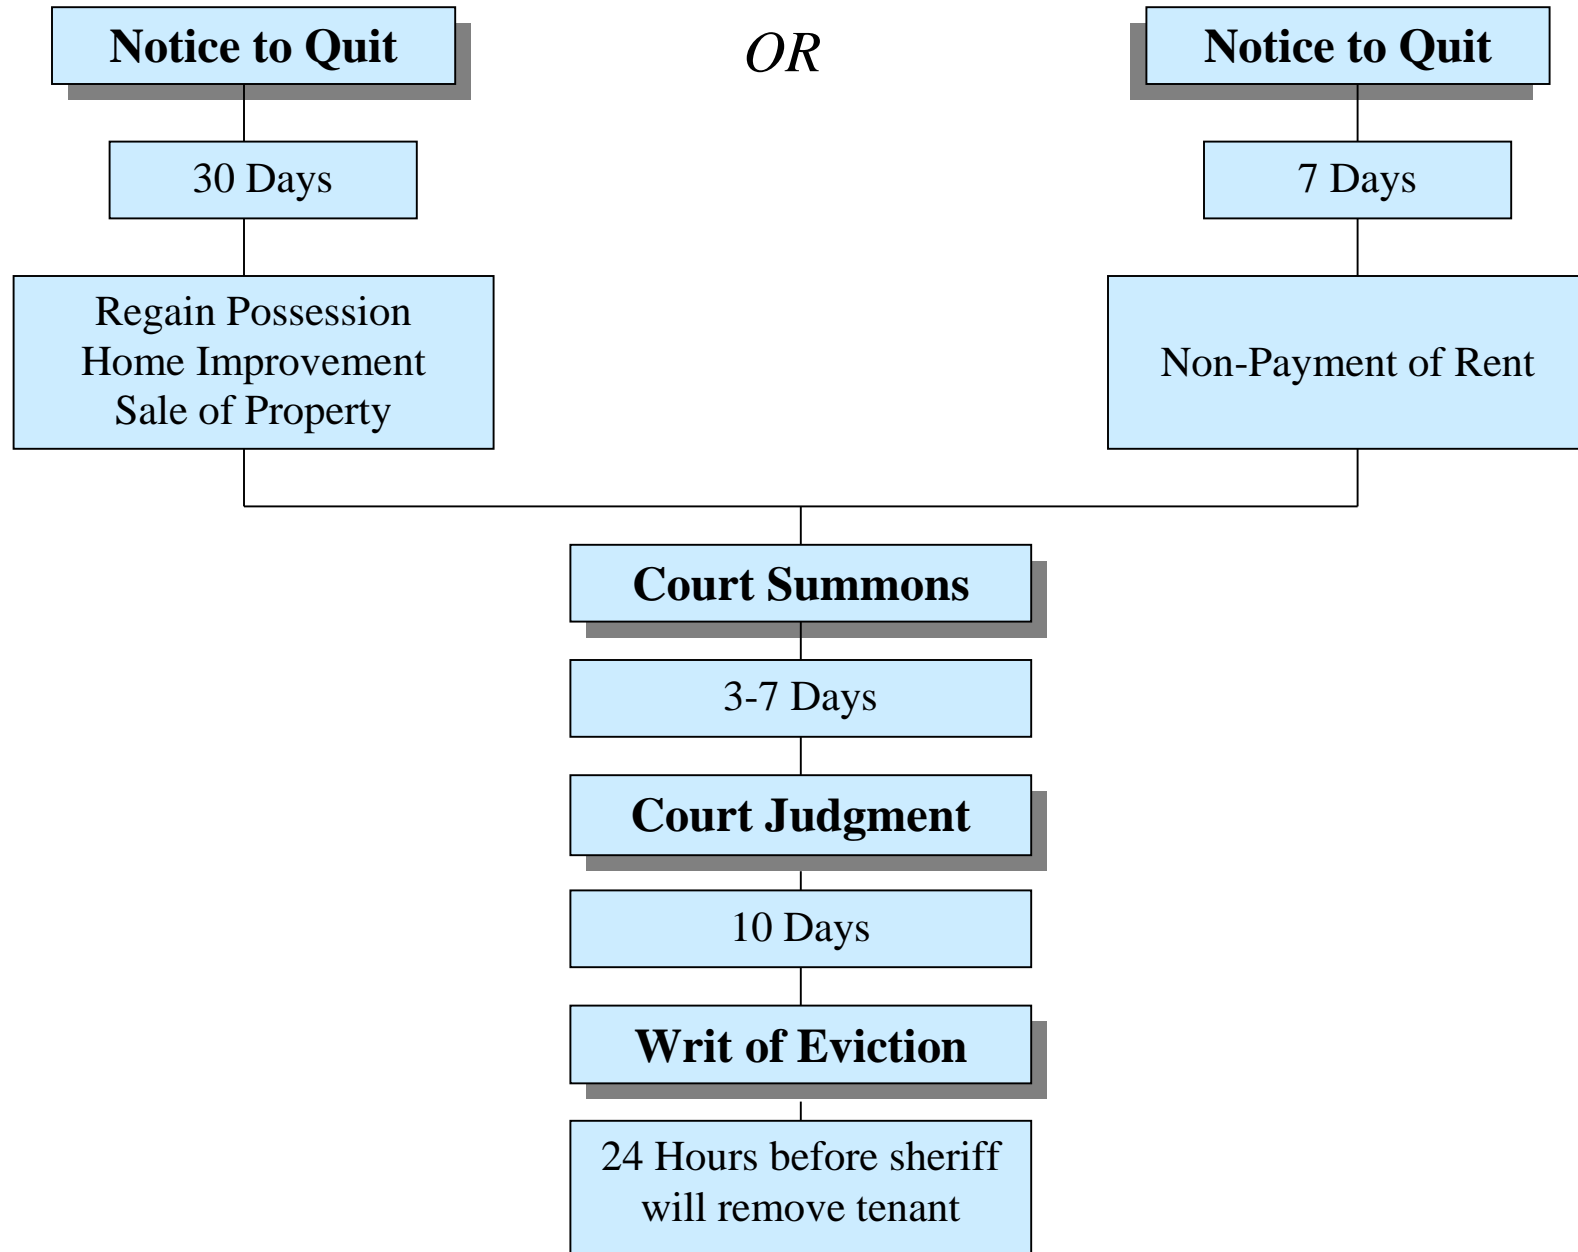 Notice to Quit
OR
Notice to Quit
30 Days
7 Days
Regain Possession
Home Improvement
Sale of Property
Non-Payment of Rent
Court Summons
3-7 Days
Court Judgment
10 Days
Writ of Eviction
24 Hours before sheriff
will remove tenant